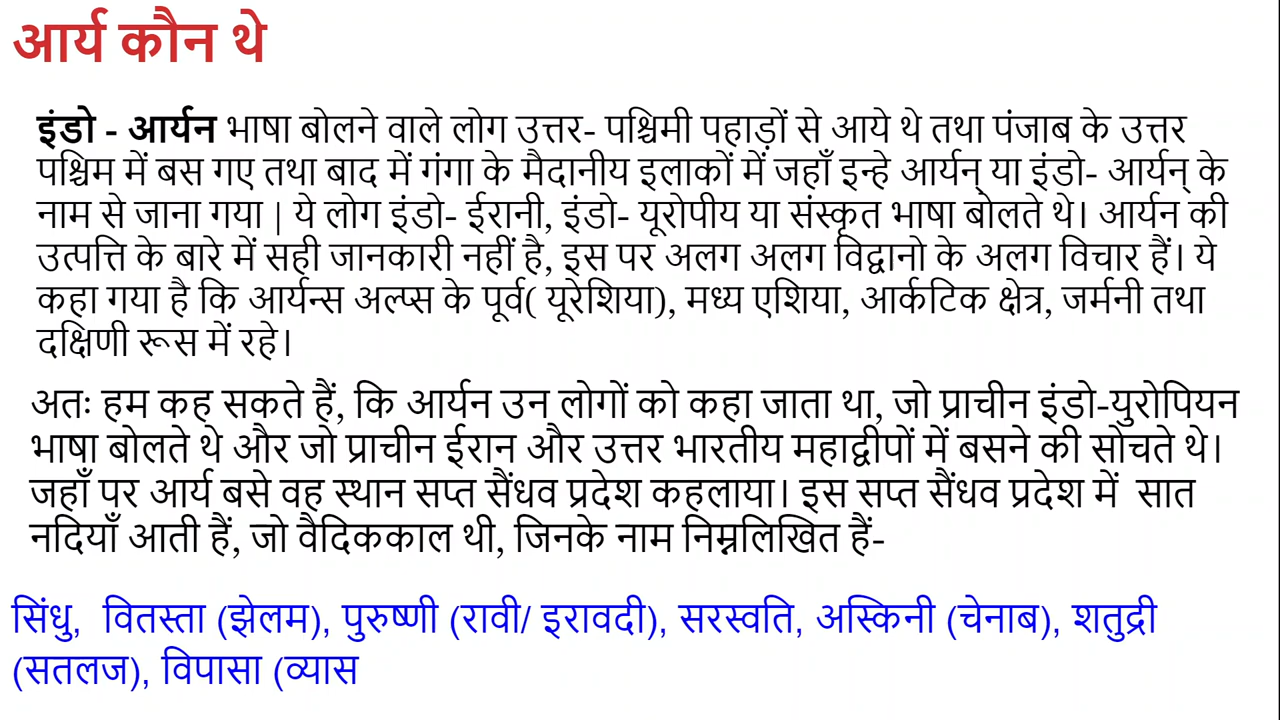 आर्य कौन थे
इंडो - आर्यन भाषा बोलने वाले लोग उत्तर- पश्चिमी पहाड़ों से आये थे तथा पंजाब के उत्तर
पश्चिम में बस गए तथा बाद में गंगा के मैदानीय इलाकों में जहाँ इन्हे आर्यन् या इंडो- आर्यन् के
नाम से जाना गया | ये लोग इंडो- ईरानी, इंडो- यूरोपीय या संस्कृत भाषा बोलते थे। आर्यन की
उत्पत्ति के बारे में सही जानकारी नहीं है, इस पर अलग अलग विद्वानो के अलग विचार हैं। ये
कहा गया है कि आर्यन्स अल्प्स के पूर्व( यूरेशिया), मध्य एशिया, आर्कटिक क्षेत्र, जर्मनी तथा
दक्षिणी रूस में रहे।
अतः हम कह सकते हैं, कि आर्यन उन लोगों को कहा जाता था, जो प्राचीन इंडो-युरोपियन
भाषा बोलते थे और जो प्राचीन ईरान और उत्तर भारतीय महाद्वीपों में बसने की सोचते थे।
जहाँ पर आर्य बसे वह स्थान सप्त सैंधव प्रदेश कहलाया। इस सप्त सैंधव प्रदेश में सात
नदियाँ आती हैं, जो वैदिककाल थी, जिनके नाम निम्नलिखित हैं-
सिंधु, वितस्ता (झेलम), पुरुष्णी (रावी/ इरावदी), सरस्वति, अस्किनी (चेनाब), शतुद्री
(सतलज), विपासा (व्यास